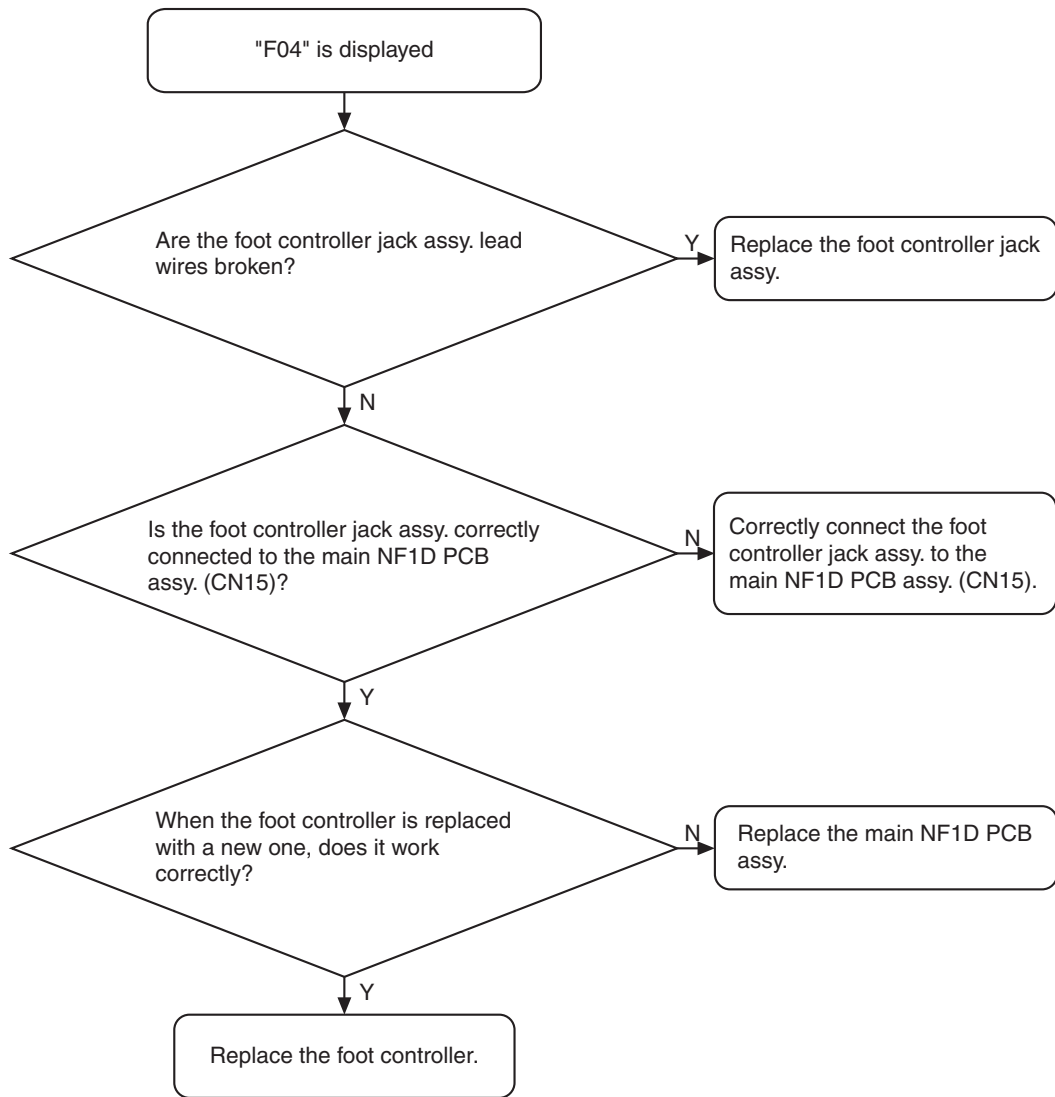 "F04" is displayed
Are the foot controller jack assy. lead
wires broken?
Y
Replace the foot controller jack
assy.
N
Is the foot controller jack assy. correctly
connected to the main NF1D PCB
assy. (CN15)?
N
Correctly connect the foot
controller jack assy. to the
main NF1D PCB assy. (CN15).
Y
When the foot controller is replaced
with a new one, does it work
correctly?
N
Replace the main NF1D PCB
assy.
Y
Replace the foot controller.